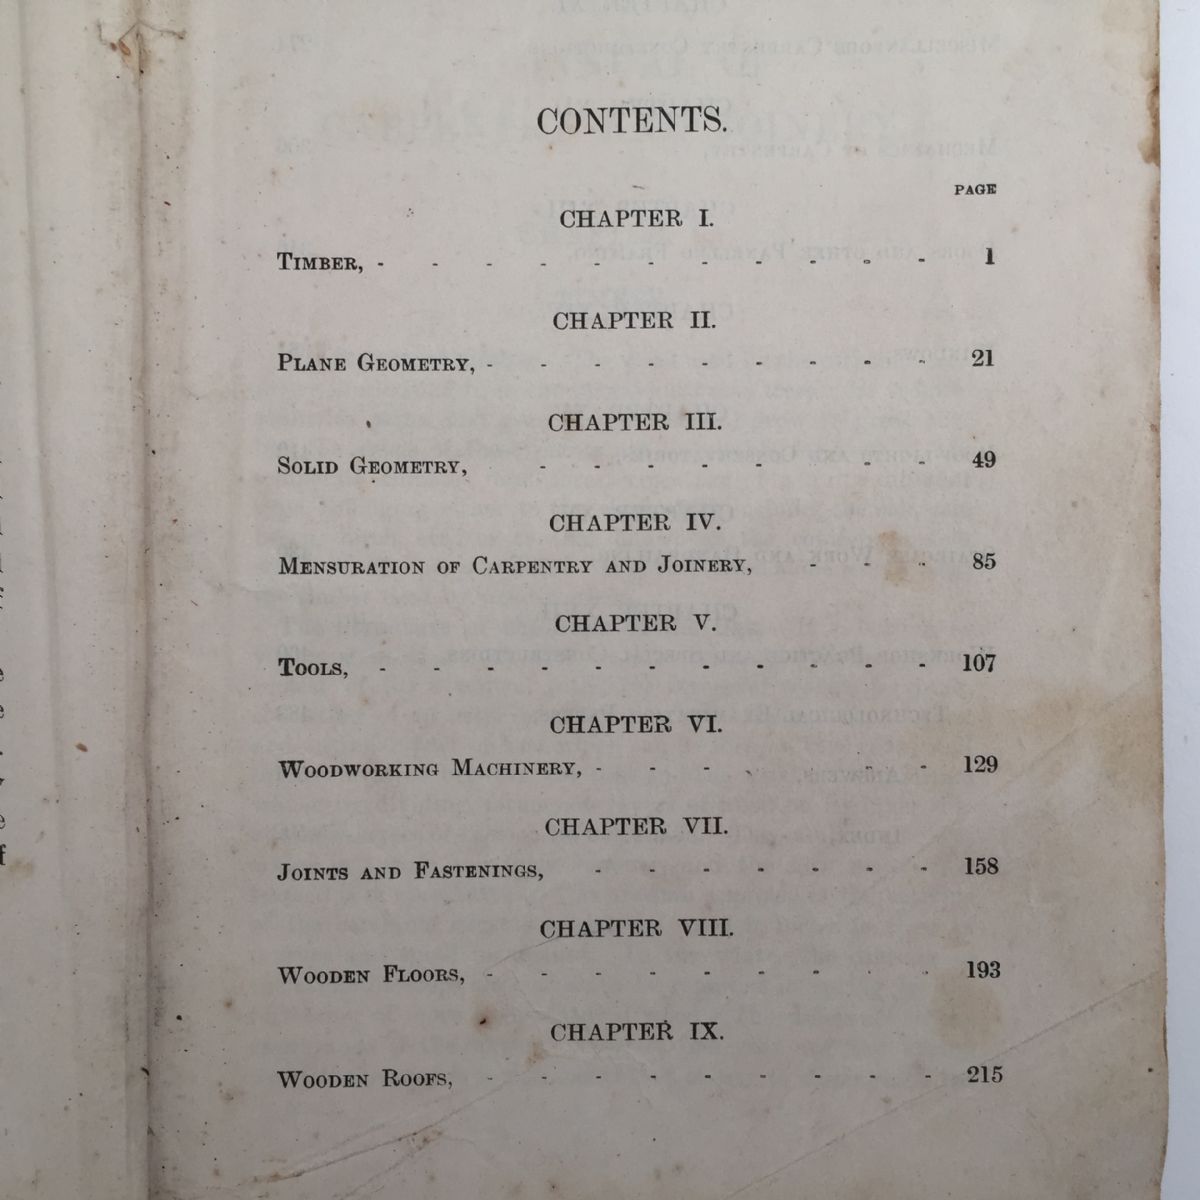 CONTENTS.
PAGE
CHAPTER I.
TIMBER, - - - - - - - - - - - 1
CHAPTER II.
PLANE GEOMETRY, - - - - - - - - - 21
CHAPTER III.
SOLID GEOMETRY, - - - - - - - 49
CHAPTER IV.
MENSURATION OF CARPENTRY AND JOINERY, - - - 85
CHAPTER V.
TOOLS, - - - - - - - - - - - 107
CHAPTER VI.
WOODWORKING MACHINERY, - - - - - - - 129
CHAPTER VII.
JOINTS AND FASTENINGS, - - - - - - - 158
CHAPTER VIII.
WOODEN FLOORS, - - - - - - - - - 193
CHAPTER IX.
WOODEN ROOFS, - - - - - - - - - 215